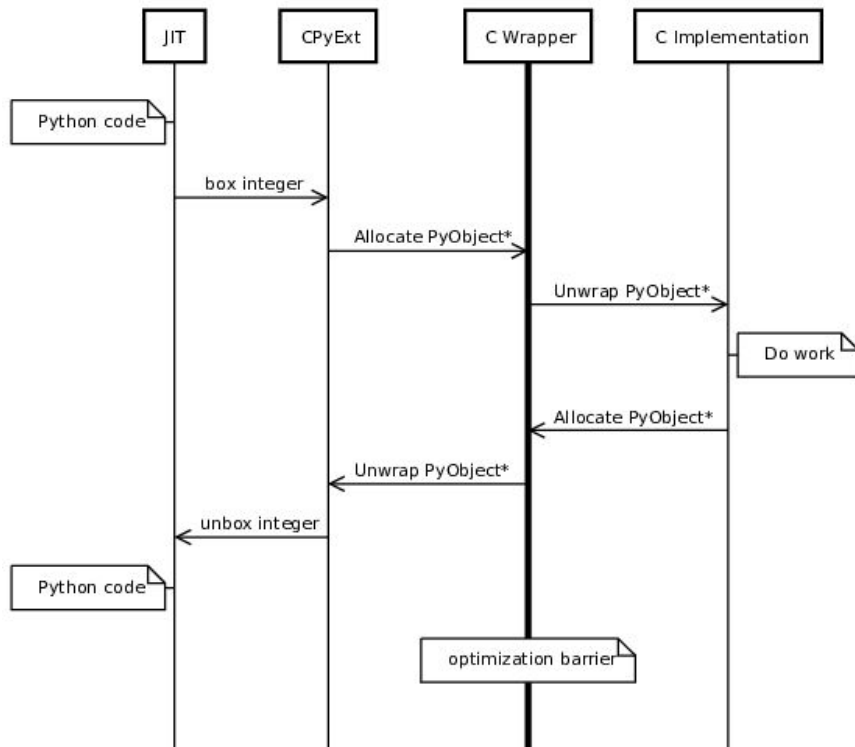 JIT
CPyExt
C Wrapper
C Implementation
Python code
box integer
Allocate PyObject*
Unwrap PyObject*
Do work
Allocate PyObject*
Unwrap PyObject*
unbox integer
Python code
optimization barrier